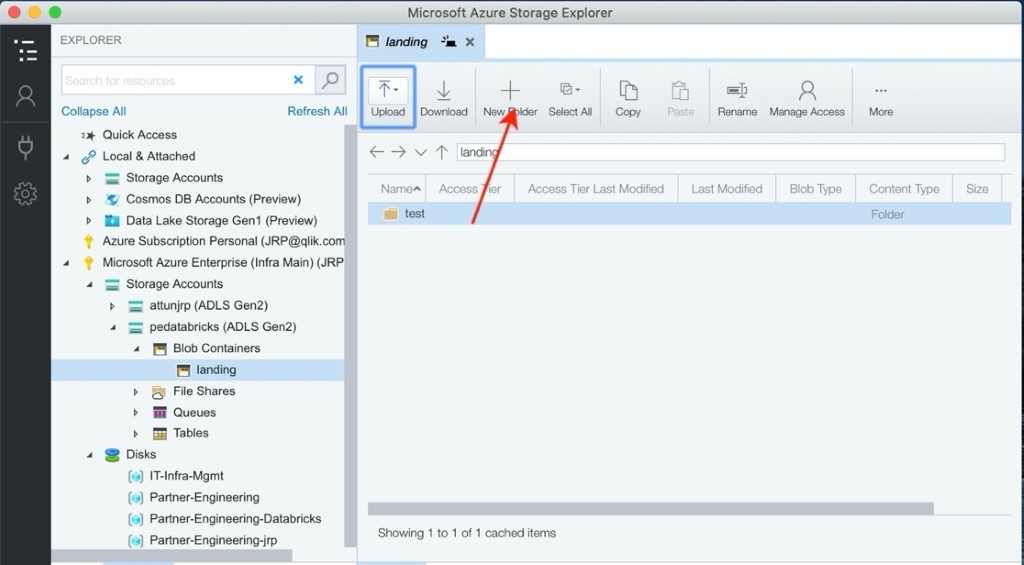 Microsoft Azure Storage Explorer
EXPLORER
Search for resources
Collapse All
Refresh All
Quick Access
Local & Attached
Storage Accounts
Cosmos DB Accounts (Preview)
Data Lake Storage Gen1 (Preview)
Azure Subscription Personal (JRP@qlik.com
Microsoft Azure Enterprise (Infra Main) (JRP
Storage Accounts
attunjrp (ADLS Gen2)
pedatabricks (ADLS Gen2)
Blob Containers
landing
File Shares
Queues
Tables
Disks
IT-Infra-Mgmt
Partner-Engineering
Partner-Engineering-Databricks
Partner-Engineering-jrp
landing
Upload Download New Folder Select All Copy Paste Rename Manage Access More
landing
Name Access Tier Access Tier Last Modified Last Modified Blob Type Content Type Size
test Folder
Showing 1 to 1 of 1 cached items